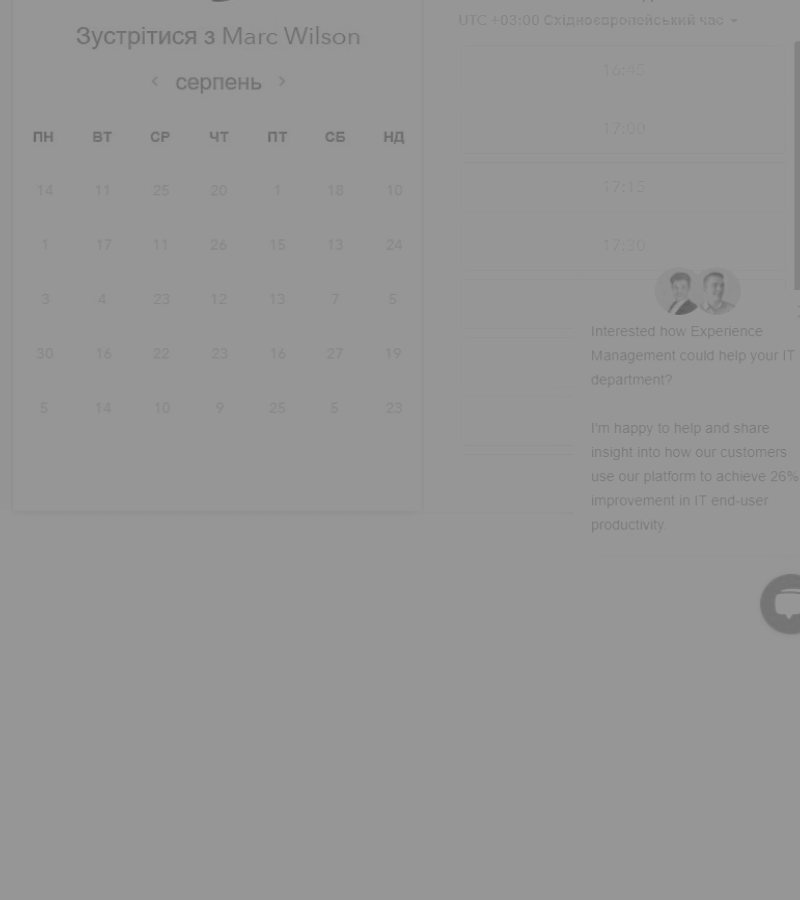 Зустрітися з Marc Wilson
серпень
ПН ВТ СР ЧТ ПТ СБ НД
14 11 25 20 1 18 10
1 17 11 26 15 13 24
3 4 23 12 13 7 5
30 16 22 23 16 27 19
5 14 10 9 25 5 23
UTC +03:00 Східноєвропейський час
16:45
17:00
17:15
17:30
Interested how Experience
Management could help your IT
department?
I'm happy to help and share
insight into how our customers
use our platform to achieve 26%
improvement in IT end-user
productivity.